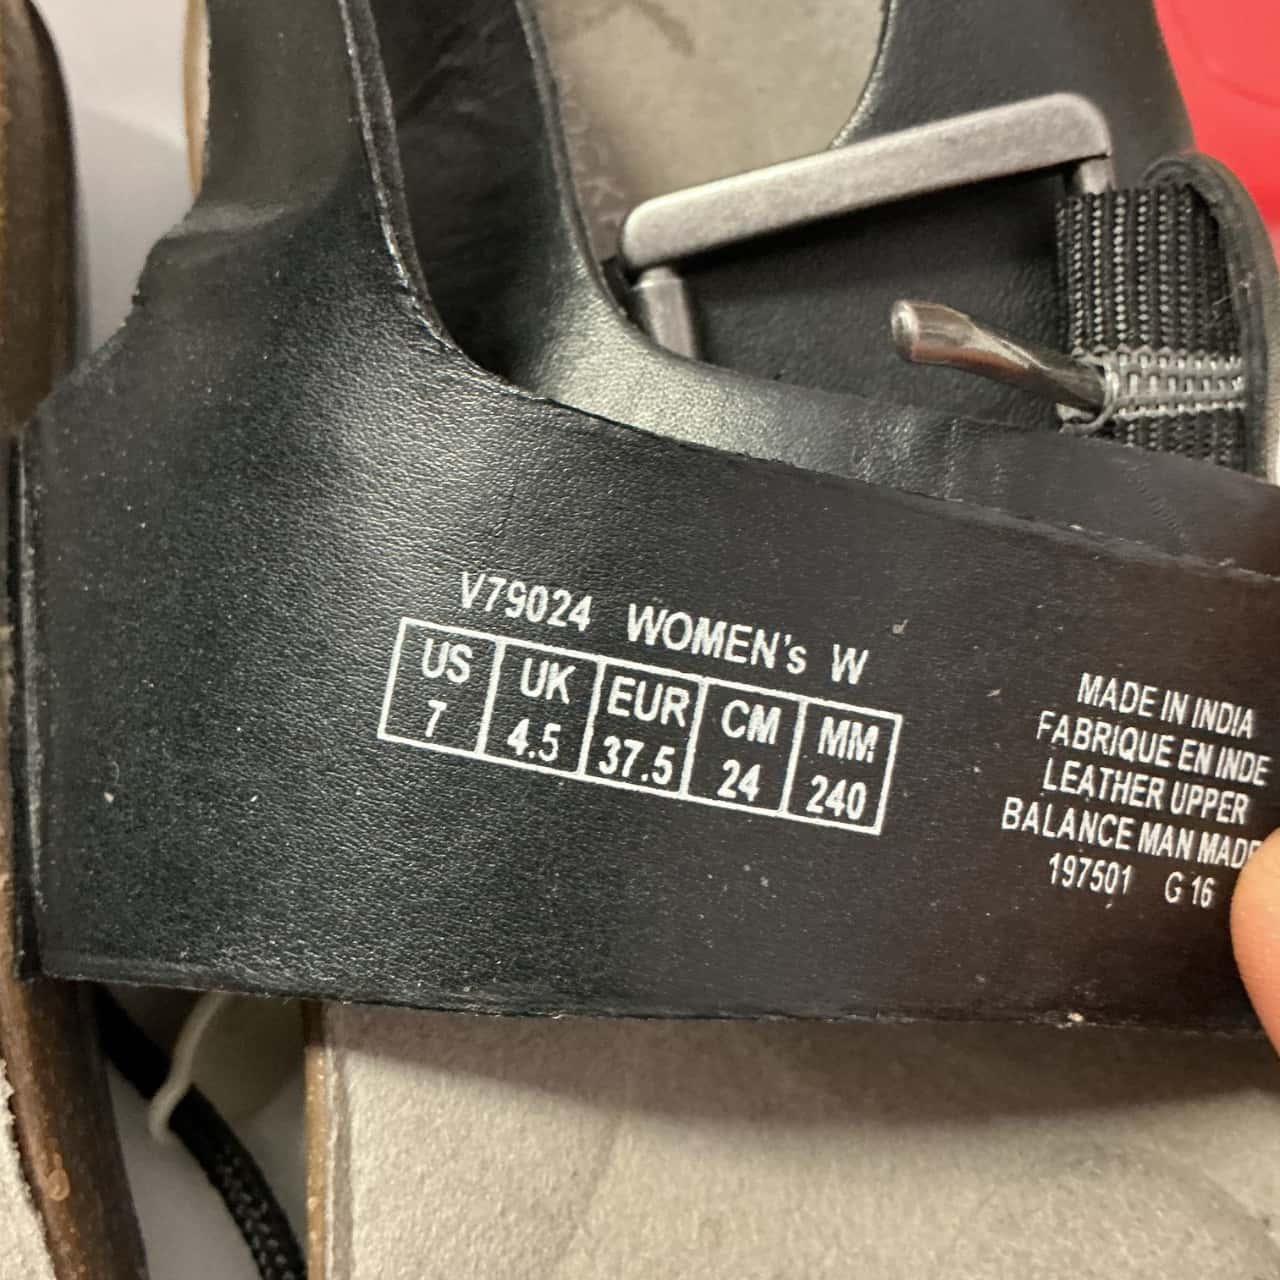 V79024 WOMEN's W
US UK EUR CM MM
7 4.5 37.5 24 240
MADE IN INDIA
FABRIQUE EN INDE
LEATHER UPPER
BALANCE MAN MADE
197501 G 16